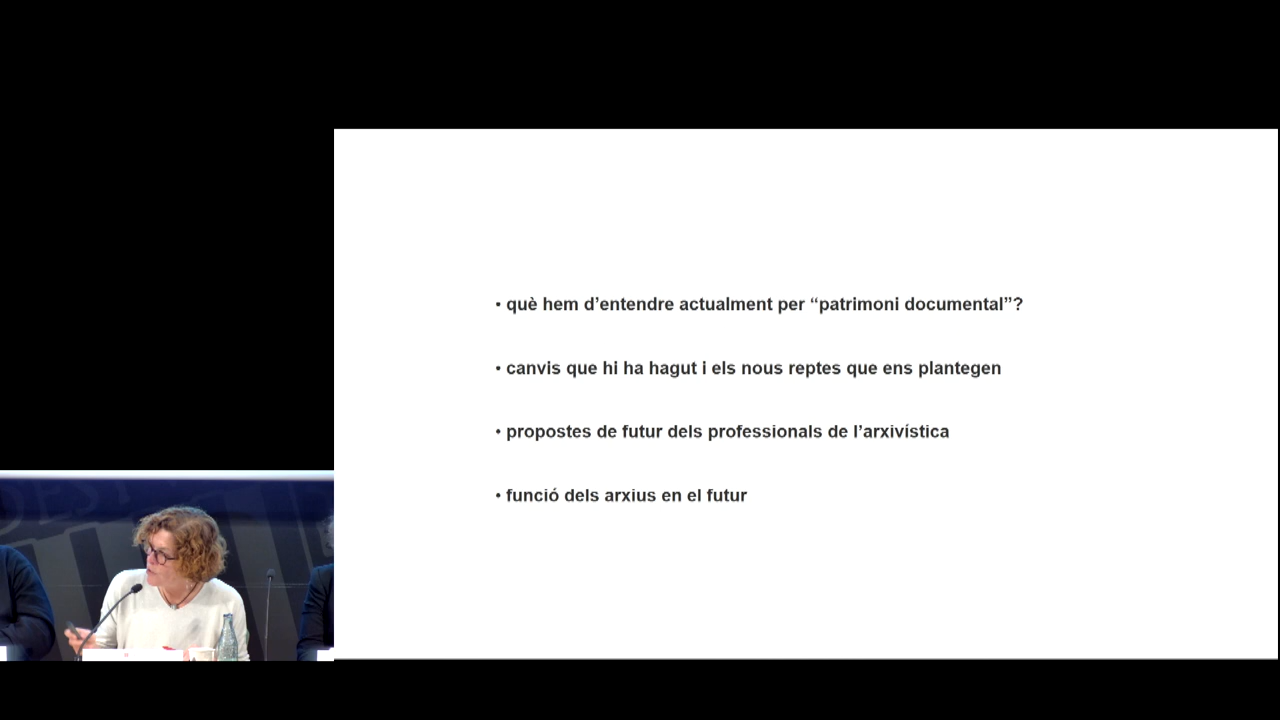 • què hem d’entendre actualment per “patrimoni documental”?
• canvis que hi ha hagut i els nous reptes que ens plantegen
• propostes de futur dels professionals de l’arxivística
• funció dels arxius en el futur